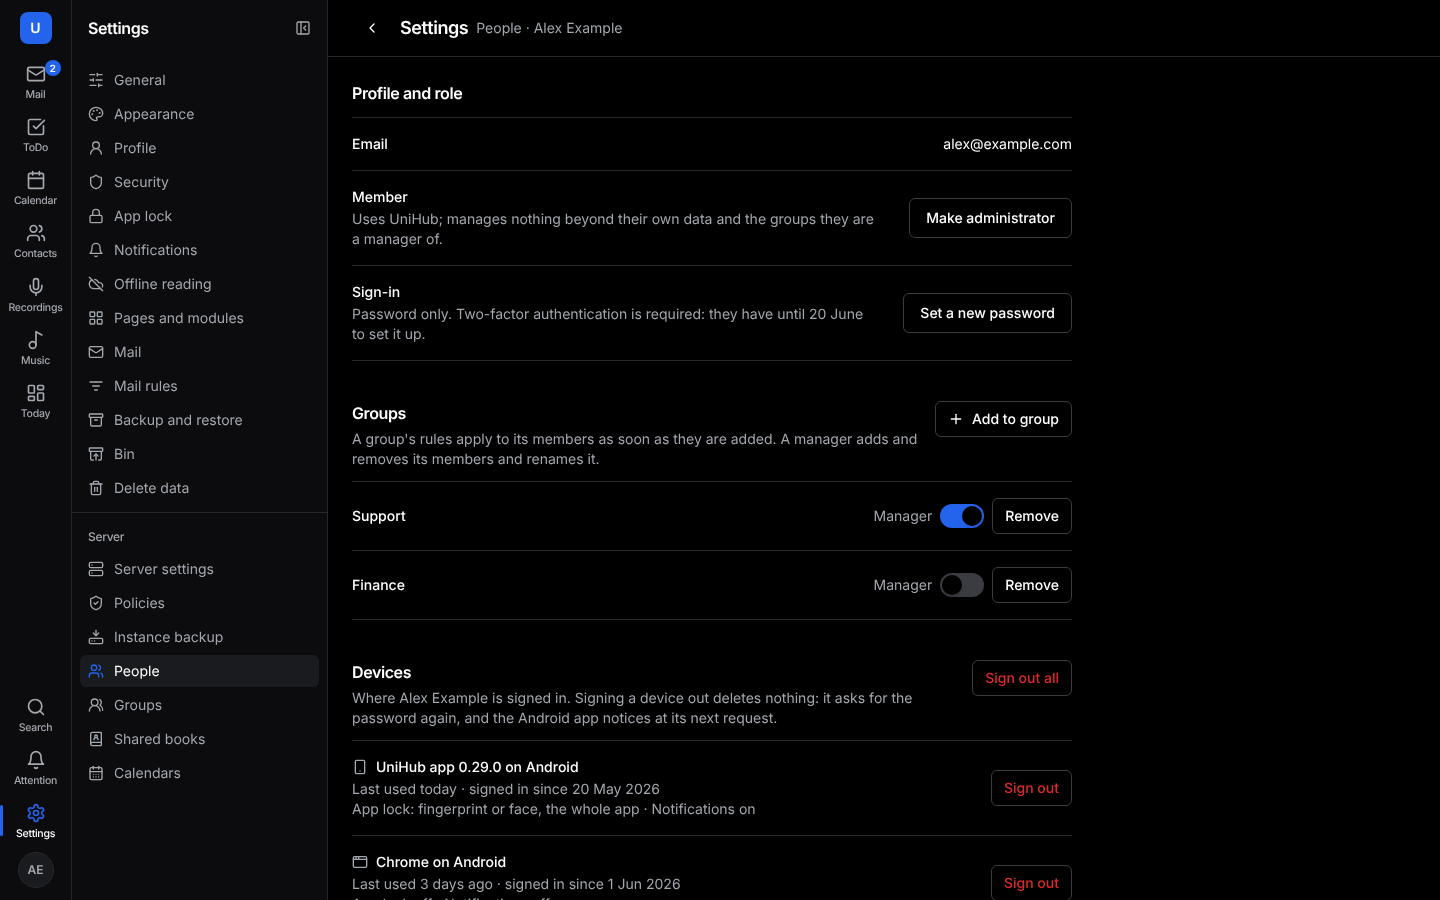 U
Settings
2
Mail
ToDo
Calendar
Contacts
Recordings
Music
Today
Search
Attention
Settings
AE
General
Appearance
Profile
Security
App lock
Notifications
Offline reading
Pages and modules
Mail
Mail rules
Backup and restore
Bin
Delete data
Server
Server settings
Policies
Instance backup
People
Groups
Shared books
Calendars
Settings People · Alex Example
Profile and role
Email alex@example.com
Member
Uses UniHub; manages nothing beyond their own data and the groups they are
a manager of.
Make administrator
Sign-in
Password only. Two-factor authentication is required: they have until 20 June
to set it up.
Set a new password
Groups
A group's rules apply to its members as soon as they are added. A manager adds and
removes its members and renames it.
Add to group
Support Manager Remove
Finance Manager Remove
Devices
Where Alex Example is signed in. Signing a device out deletes nothing: it asks for the
password again, and the Android app notices at its next request.
Sign out all
UniHub app 0.29.0 on Android
Last used today · signed in since 20 May 2026
App lock: fingerprint or face, the whole app · Notifications on
Sign out
Chrome on Android
Last used 3 days ago · signed in since 1 Jun 2026
Sign out